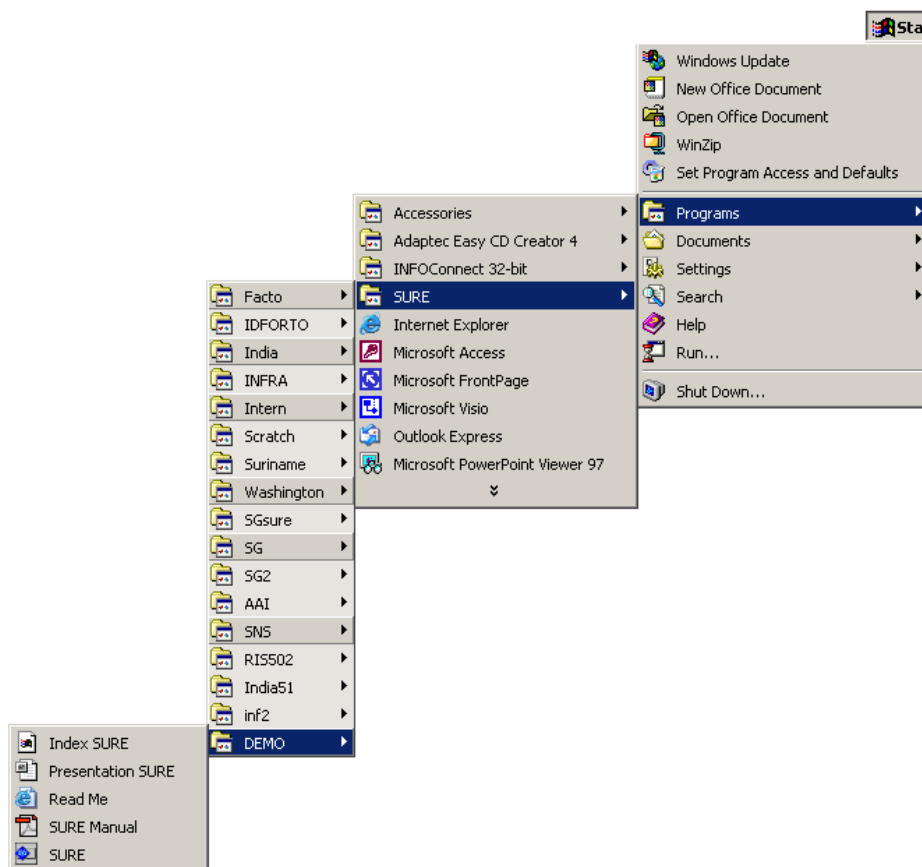 Sta
Windows Update
New Office Document
Open Office Document
WinZip
Set Program Access and Defaults
Programs
Documents
Settings
Search
Help
Run...
Shut Down...
Accessories
Adaptec Easy CD Creator 4
INFOConnect 32-bit
SURE
Internet Explorer
Microsoft Access
Microsoft FrontPage
Microsoft Visio
Outlook Express
Microsoft PowerPoint Viewer 97
Facto
IDFORTO
India
INFRA
Intern
Scratch
Suriname
Washington
SGsure
SG
SG2
AAI
SNS
RIS502
India51
inf2
DEMO
Index SURE
Presentation SURE
Read Me
SURE Manual
SURE